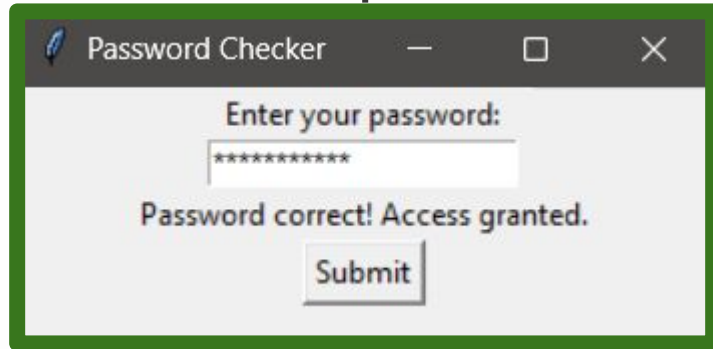 Password Checker
Enter your password:
***********
Password correct! Access granted.
Submit